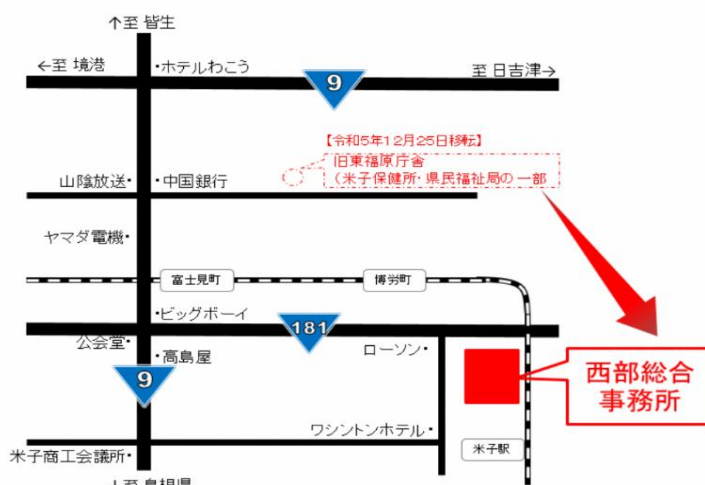 ↑至 皆生
←至 境港
・ホテルわこう
至 日吉津→
9
【令和5年12月25日移転】
旧東福原庁舎
(米子保健所・県民福祉局の一部
山陰放送・
・中国銀行
ヤマダ電機・
富士見町
博労町
・ビッグボーイ
181
公会堂・
・高島屋
ローソン・
9
西部総合
事務所
ワシントンホテル・
米子駅
米子商工会議所・
↓至 島根県